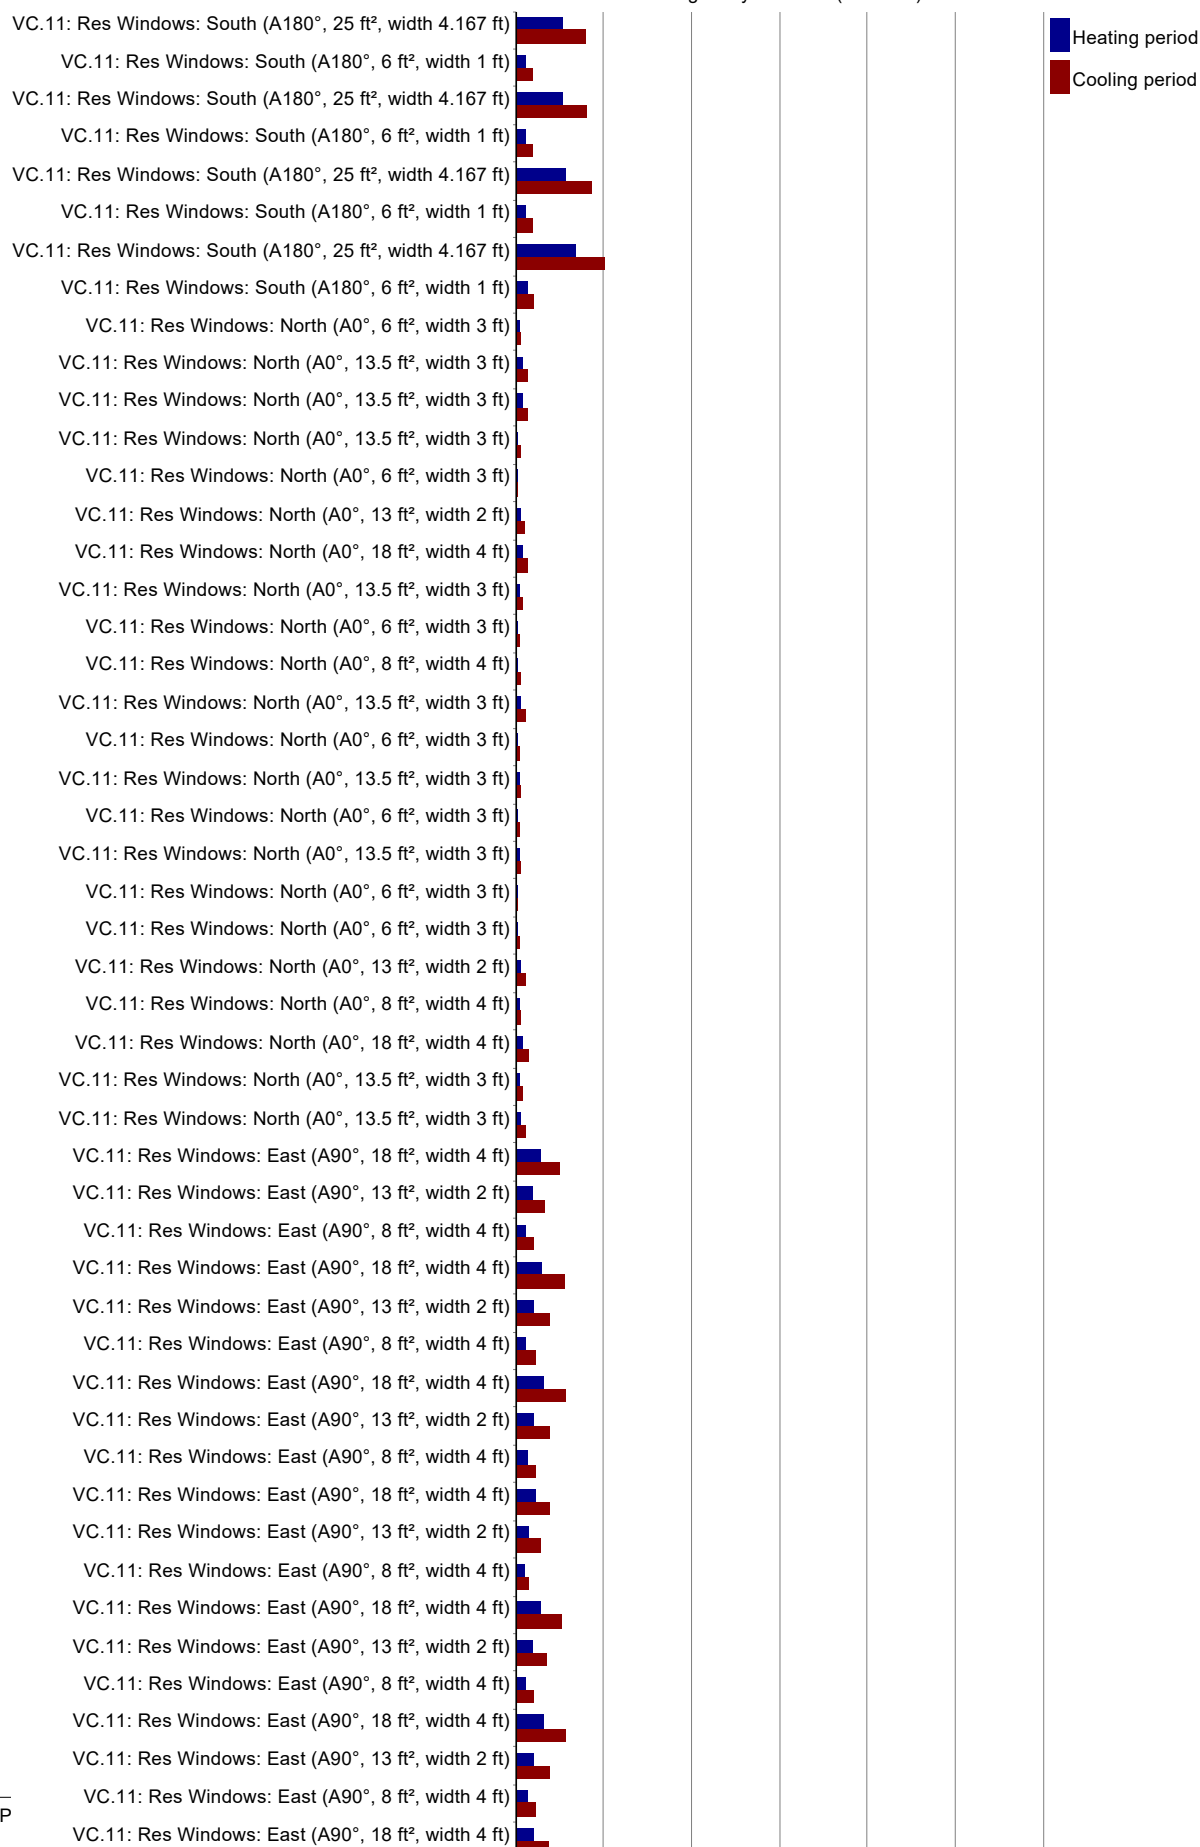 VC.11: Res Windows: South (A180°, 25 ft², width 4.167 ft)
Heating period
VC.11: Res Windows: South (A180°, 6 ft², width 1 ft)
Cooling period
VC.11: Res Windows: South (A180°, 25 ft², width 4.167 ft)
VC.11: Res Windows: South (A180°, 6 ft², width 1 ft)
VC.11: Res Windows: South (A180°, 25 ft², width 4.167 ft)
VC.11: Res Windows: South (A180°, 6 ft², width 1 ft)
VC.11: Res Windows: South (A180°, 25 ft², width 4.167 ft)
VC.11: Res Windows: South (A180°, 6 ft², width 1 ft)
VC.11: Res Windows: North (A0°, 6 ft², width 3 ft)
VC.11: Res Windows: North (A0°, 13.5 ft², width 3 ft)
VC.11: Res Windows: North (A0°, 13.5 ft², width 3 ft)
VC.11: Res Windows: North (A0°, 13.5 ft², width 3 ft)
VC.11: Res Windows: North (A0°, 6 ft², width 3 ft)
VC.11: Res Windows: North (A0°, 13 ft², width 2 ft)
VC.11: Res Windows: North (A0°, 18 ft², width 4 ft)
VC.11: Res Windows: North (A0°, 13.5 ft², width 3 ft)
VC.11: Res Windows: North (A0°, 6 ft², width 3 ft)
VC.11: Res Windows: North (A0°, 8 ft², width 4 ft)
VC.11: Res Windows: North (A0°, 13.5 ft², width 3 ft)
VC.11: Res Windows: North (A0°, 6 ft², width 3 ft)
VC.11: Res Windows: North (A0°, 13.5 ft², width 3 ft)
VC.11: Res Windows: North (A0°, 6 ft², width 3 ft)
VC.11: Res Windows: North (A0°, 13.5 ft², width 3 ft)
VC.11: Res Windows: North (A0°, 6 ft², width 3 ft)
VC.11: Res Windows: North (A0°, 6 ft², width 3 ft)
VC.11: Res Windows: North (A0°, 13 ft², width 2 ft)
VC.11: Res Windows: North (A0°, 8 ft², width 4 ft)
VC.11: Res Windows: North (A0°, 18 ft², width 4 ft)
VC.11: Res Windows: North (A0°, 13.5 ft², width 3 ft)
VC.11: Res Windows: North (A0°, 13.5 ft², width 3 ft)
VC.11: Res Windows: East (A90°, 18 ft², width 4 ft)
VC.11: Res Windows: East (A90°, 13 ft², width 2 ft)
VC.11: Res Windows: East (A90°, 8 ft², width 4 ft)
VC.11: Res Windows: East (A90°, 18 ft², width 4 ft)
VC.11: Res Windows: East (A90°, 13 ft², width 2 ft)
VC.11: Res Windows: East (A90°, 8 ft², width 4 ft)
VC.11: Res Windows: East (A90°, 18 ft², width 4 ft)
VC.11: Res Windows: East (A90°, 13 ft², width 2 ft)
VC.11: Res Windows: East (A90°, 8 ft², width 4 ft)
VC.11: Res Windows: East (A90°, 18 ft², width 4 ft)
VC.11: Res Windows: East (A90°, 13 ft², width 2 ft)
VC.11: Res Windows: East (A90°, 8 ft², width 4 ft)
VC.11: Res Windows: East (A90°, 18 ft², width 4 ft)
VC.11: Res Windows: East (A90°, 13 ft², width 2 ft)
VC.11: Res Windows: East (A90°, 8 ft², width 4 ft)
VC.11: Res Windows: East (A90°, 18 ft², width 4 ft)
VC.11: Res Windows: East (A90°, 13 ft², width 2 ft)
VC.11: Res Windows: East (A90°, 8 ft², width 4 ft)
P
VC.11: Res Windows: East (A90°, 18 ft², width 4 ft)